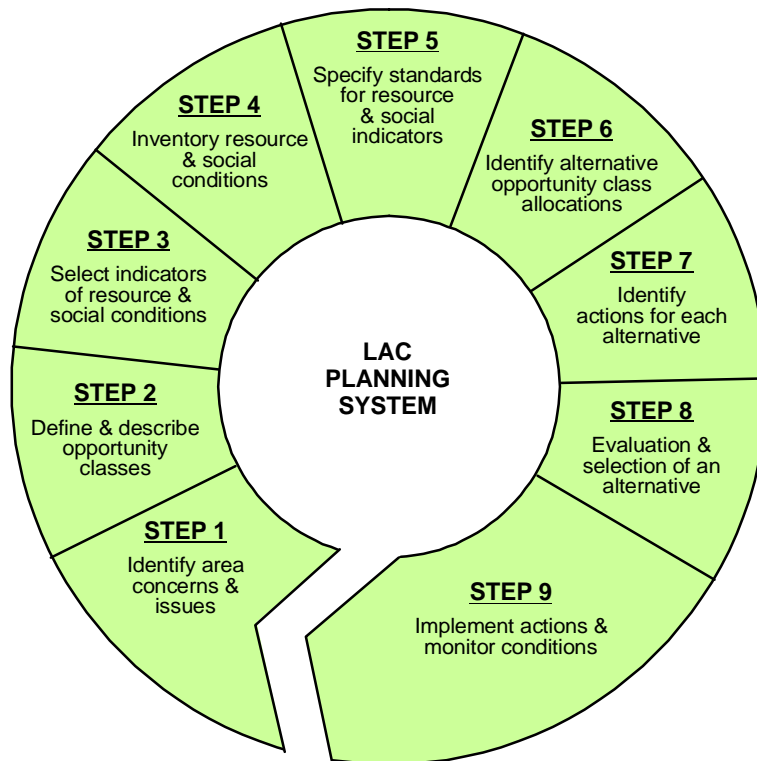 STEP 1
Identify area
concerns &
issues
STEP 2
Define & describe
opportunity
classes
STEP 3
Select indicators
of resource &
social conditions
STEP 4
Inventory resource
& social
conditions
STEP 5
Specify standards
for resource
& social
indicators
STEP 6
Identify alternative
opportunity class
allocations
STEP 7
Identify
actions for each
alternative
STEP 8
Evaluation &
selection of an
alternative
STEP 9
Implement actions &
monitor conditions
LAC
PLANNING
SYSTEM